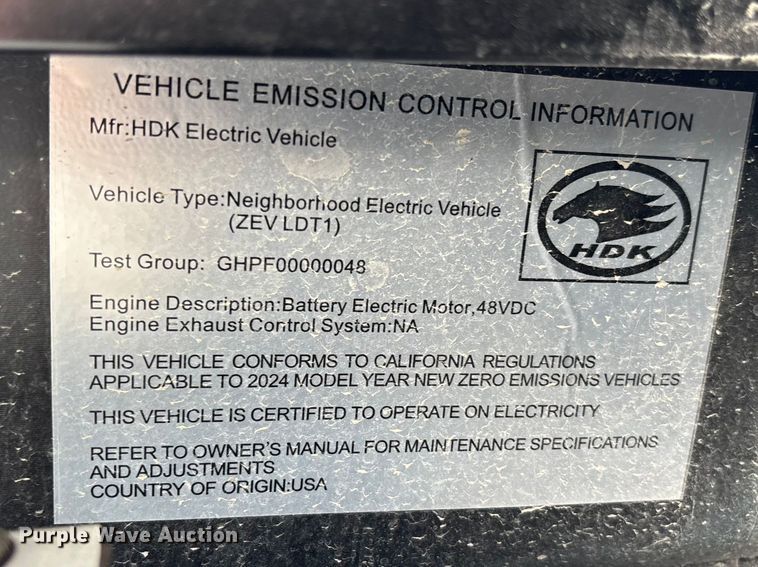 VEHICLE EMISSION CONTROL INFORMATION
Mfr:HDK Electric Vehicle
Vehicle Type:Neighborhood Electric Vehicle
(ZEV LDT1)
HDK
Test Group: GHPF00000048
Engine Description:Battery Electric Motor,48VDC
Engine Exhaust Control System:NA
THIS VEHICLE CONFORMS TO CALIFORNIA REGULATIONS
APPLICABLE TO 2024 MODEL YEAR NEW ZERO EMISSIONS VEHICLES
THIS VEHICLE IS CERTIFIED TO OPERATE ON ELECTRICITY
REFER TO OWNER'S MANUAL FOR MAINTENANCE SPECIFICATIONS
AND ADJUSTMENTS
COUNTRY OF ORIGIN:USA
Purple Wave Auction